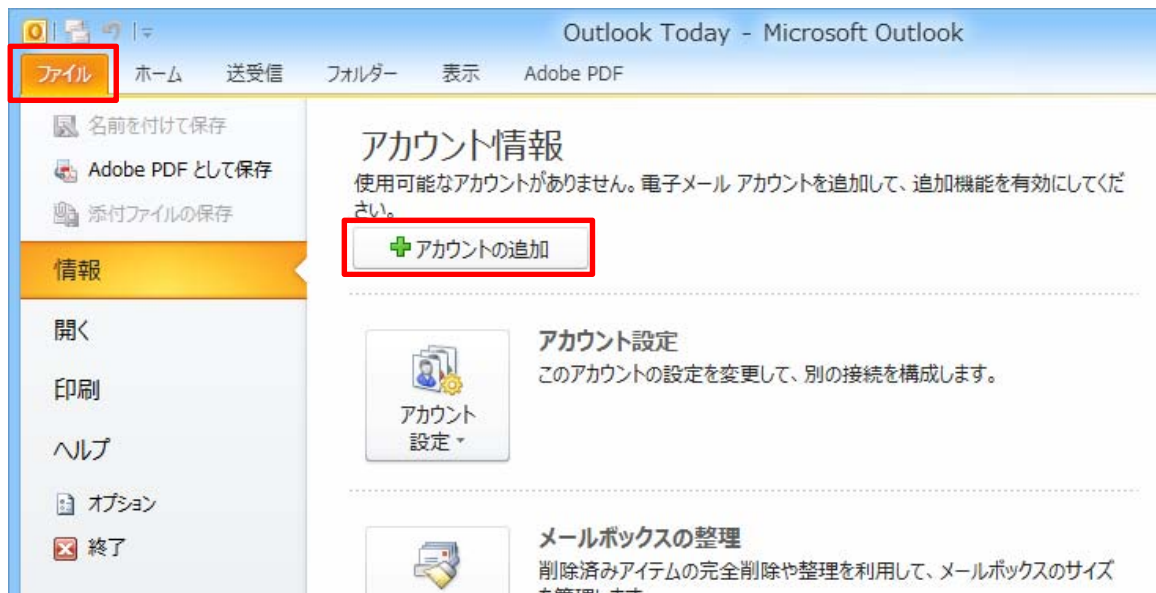 Outlook Today - Microsoft Outlook
ファイル ホーム 送受信 フォルダー 表示 Adobe PDF
名前を付けて保存
Adobe PDF として保存
添付ファイルの保存
情報
開く
印刷
ヘルプ
オプション
終了
アカウント情報
使用可能なアカウントがありません。電子メール アカウントを追加して、追加機能を有効にしてくだ
さい。
アカウントの追加
アカウント
設定
アカウント設定
このアカウントの設定を変更して、別の接続を構成します。
メールボックスの整理
削除済みアイテムの完全削除や整理を利用して、メールボックスのサイズ
を管理します。